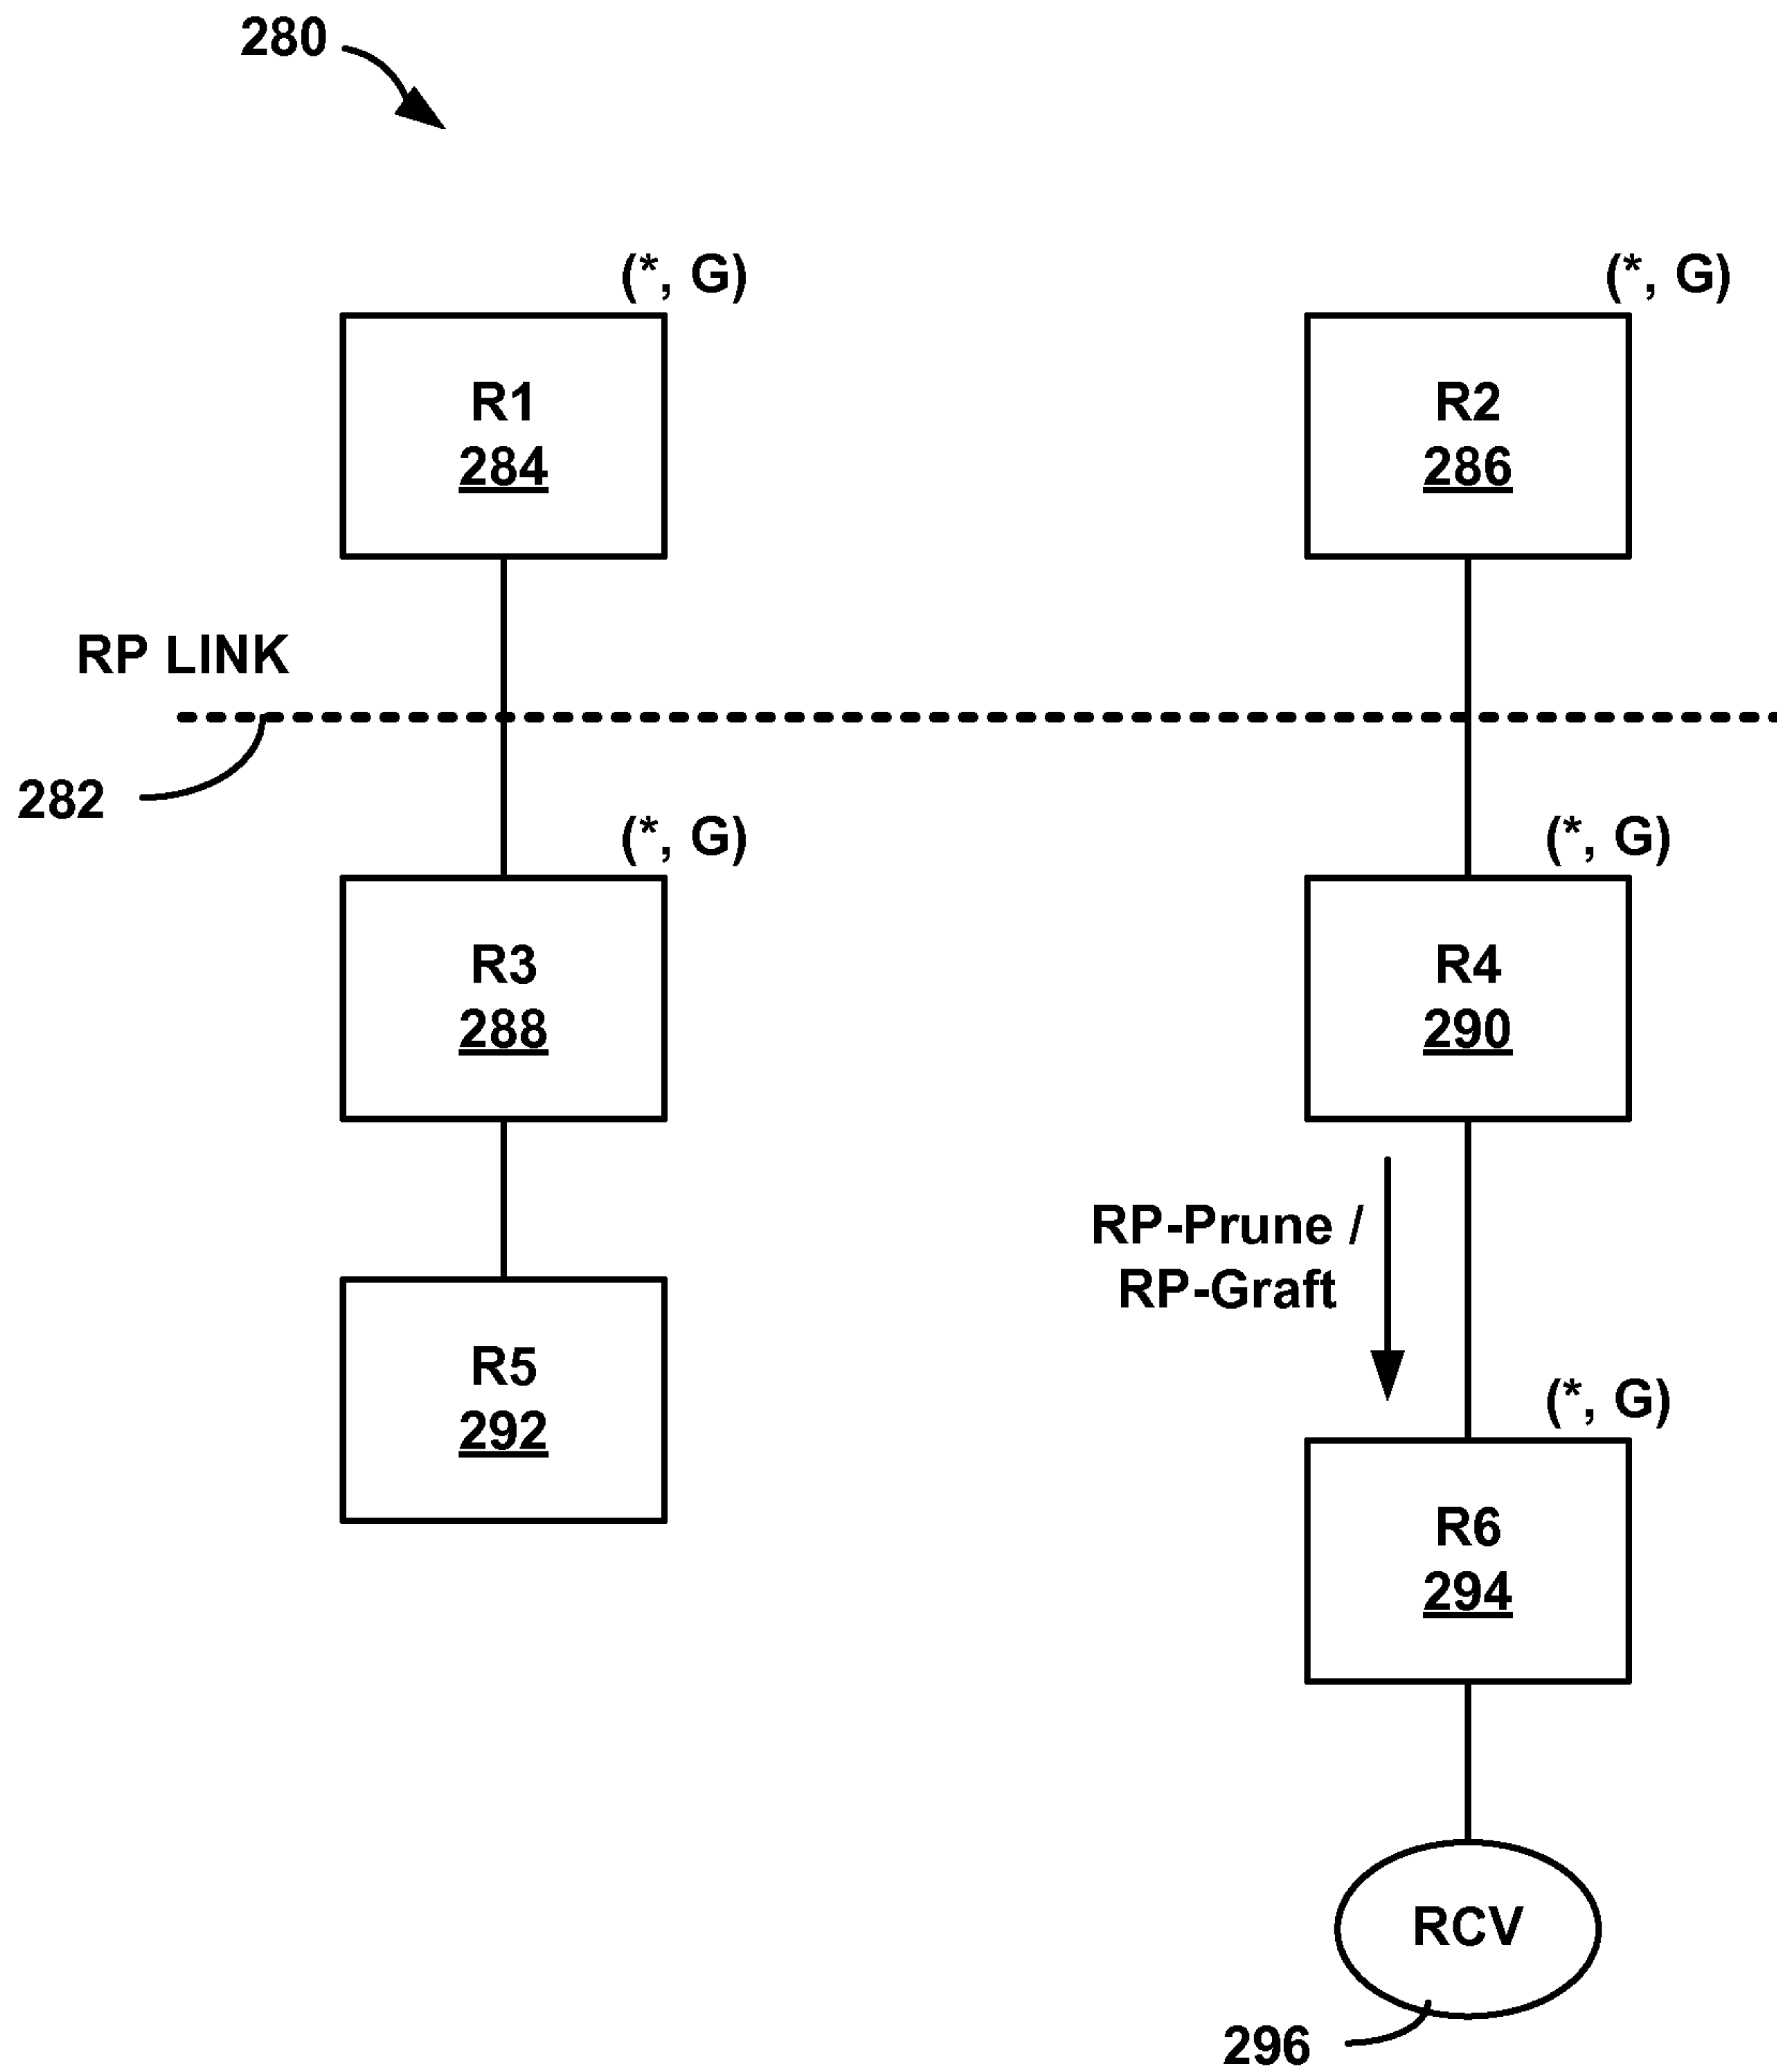 280
(*, G)
(*, G)
R1
284
R2
286
RP LINK
282
(*, G)
(*, G)
R3
288
R4
290
RP-Prune /
RP-Graft
R5
292
(*, G)
R6
294
RCV
296